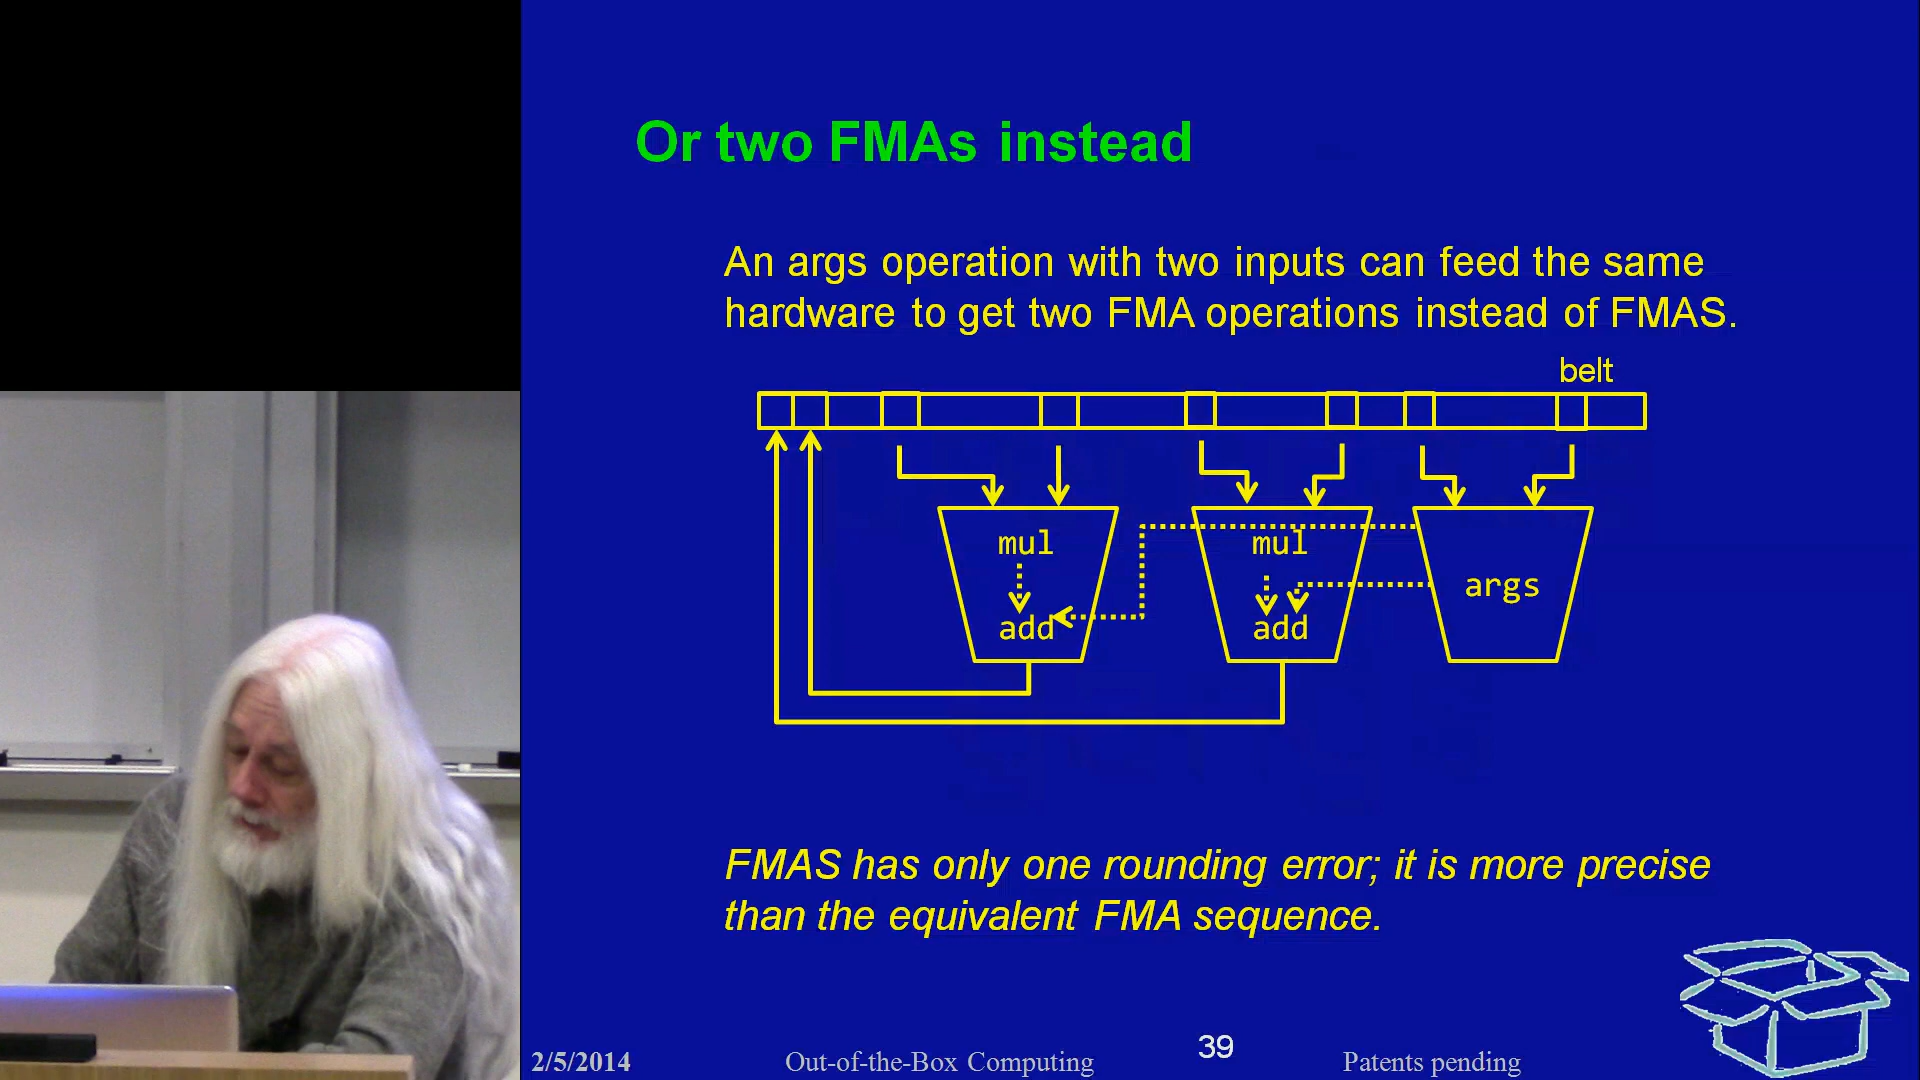 Or two FMAs instead
An args operation with two inputs can feed the same
hardware to get two FMA operations instead of FMAS.
belt
mul
mul
args
add
add
FMAS has only one rounding error; it is more precise
than the equivalent FMA sequence.
2/5/2014
Out-of-the-Box Computing
39
Patents pending